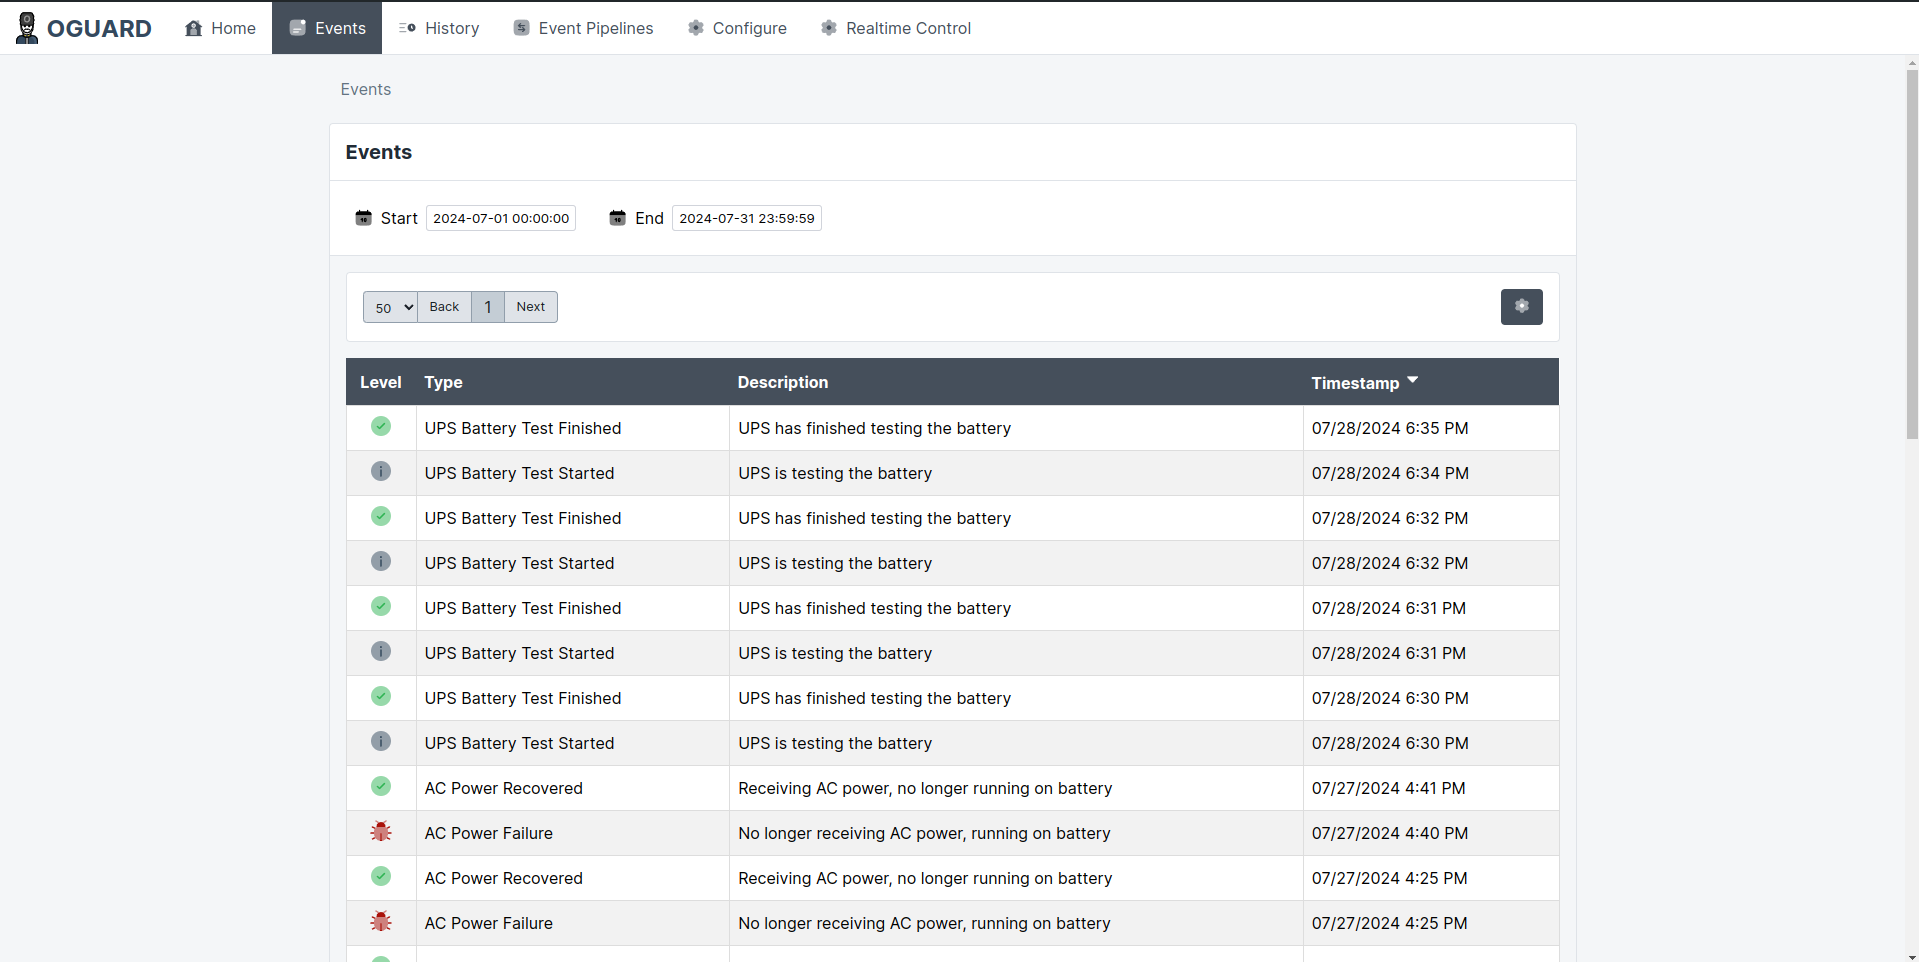 OGUARD Home Events History Event Pipelines Configure Realtime Control
Events
Events
Start 2024-07-01 00:00:00 End 2024-07-31 23:59:59
50 Back 1 Next
Level Type Description Timestamp
UPS Battery Test Finished UPS has finished testing the battery 07/28/2024 6:35 PM
UPS Battery Test Started UPS is testing the battery 07/28/2024 6:34 PM
UPS Battery Test Finished UPS has finished testing the battery 07/28/2024 6:32 PM
UPS Battery Test Started UPS is testing the battery 07/28/2024 6:32 PM
UPS Battery Test Finished UPS has finished testing the battery 07/28/2024 6:31 PM
UPS Battery Test Started UPS is testing the battery 07/28/2024 6:31 PM
UPS Battery Test Finished UPS has finished testing the battery 07/28/2024 6:30 PM
UPS Battery Test Started UPS is testing the battery 07/28/2024 6:30 PM
AC Power Recovered Receiving AC power, no longer running on battery 07/27/2024 4:41 PM
AC Power Failure No longer receiving AC power, running on battery 07/27/2024 4:40 PM
AC Power Recovered Receiving AC power, no longer running on battery 07/27/2024 4:25 PM
AC Power Failure No longer receiving AC power, running on battery 07/27/2024 4:25 PM